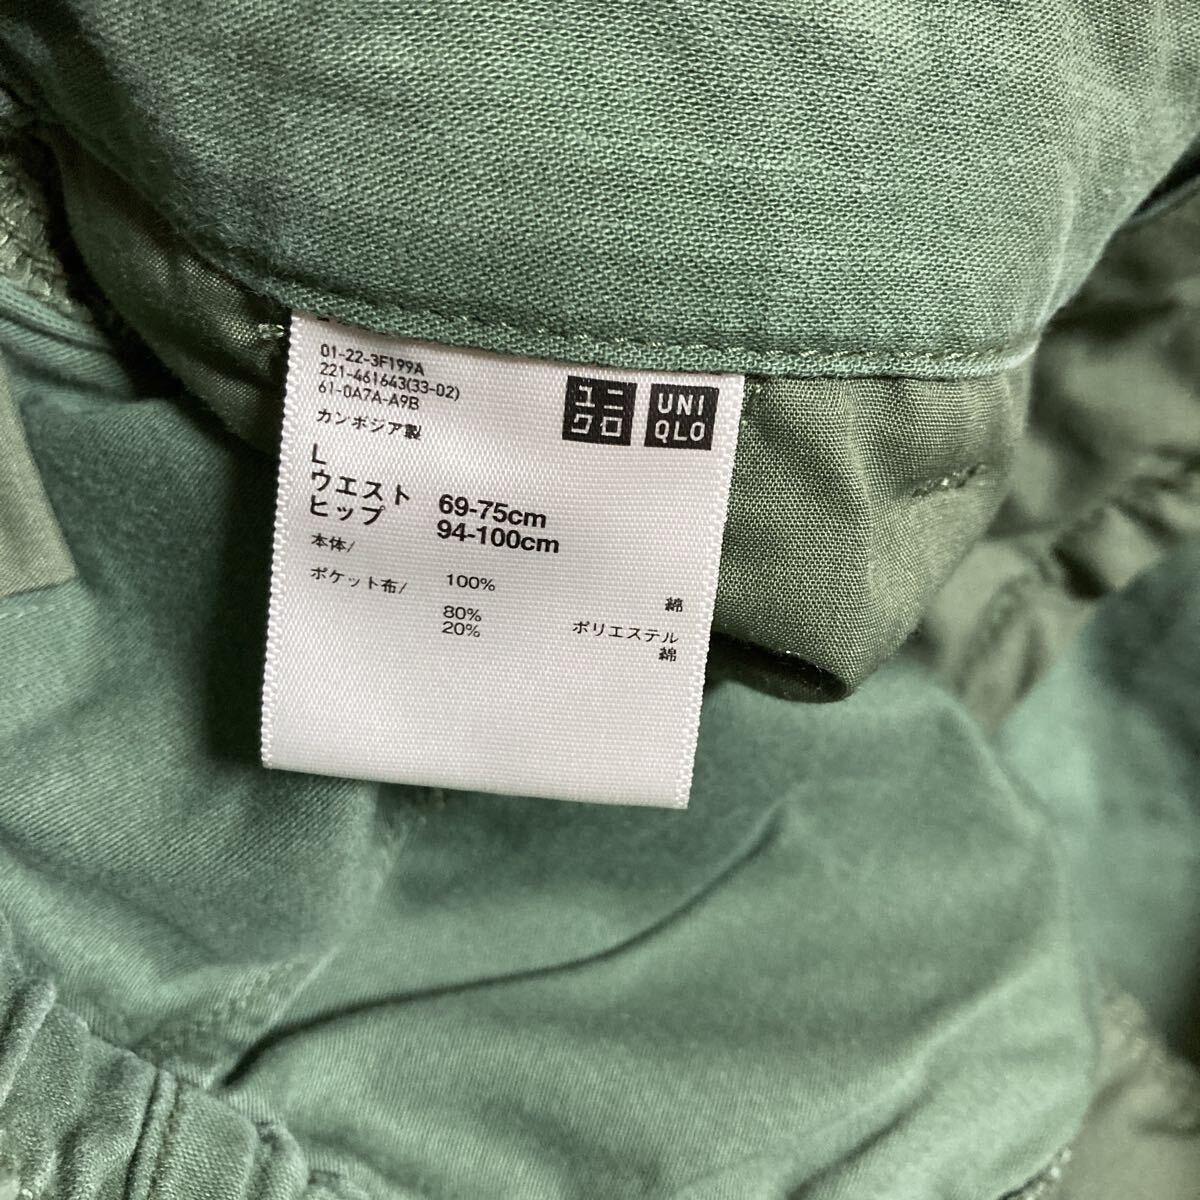 01-22-3F199A
221-461643(33-02)
61-0A7A-A9B
カンボジア製
ユニ
クロ
UNI
QLO
L
ウエスト 69-75cm
ヒップ 94-100cm
本体/
100% 綿
ポケット布/
80% ポリエステル
20% 綿